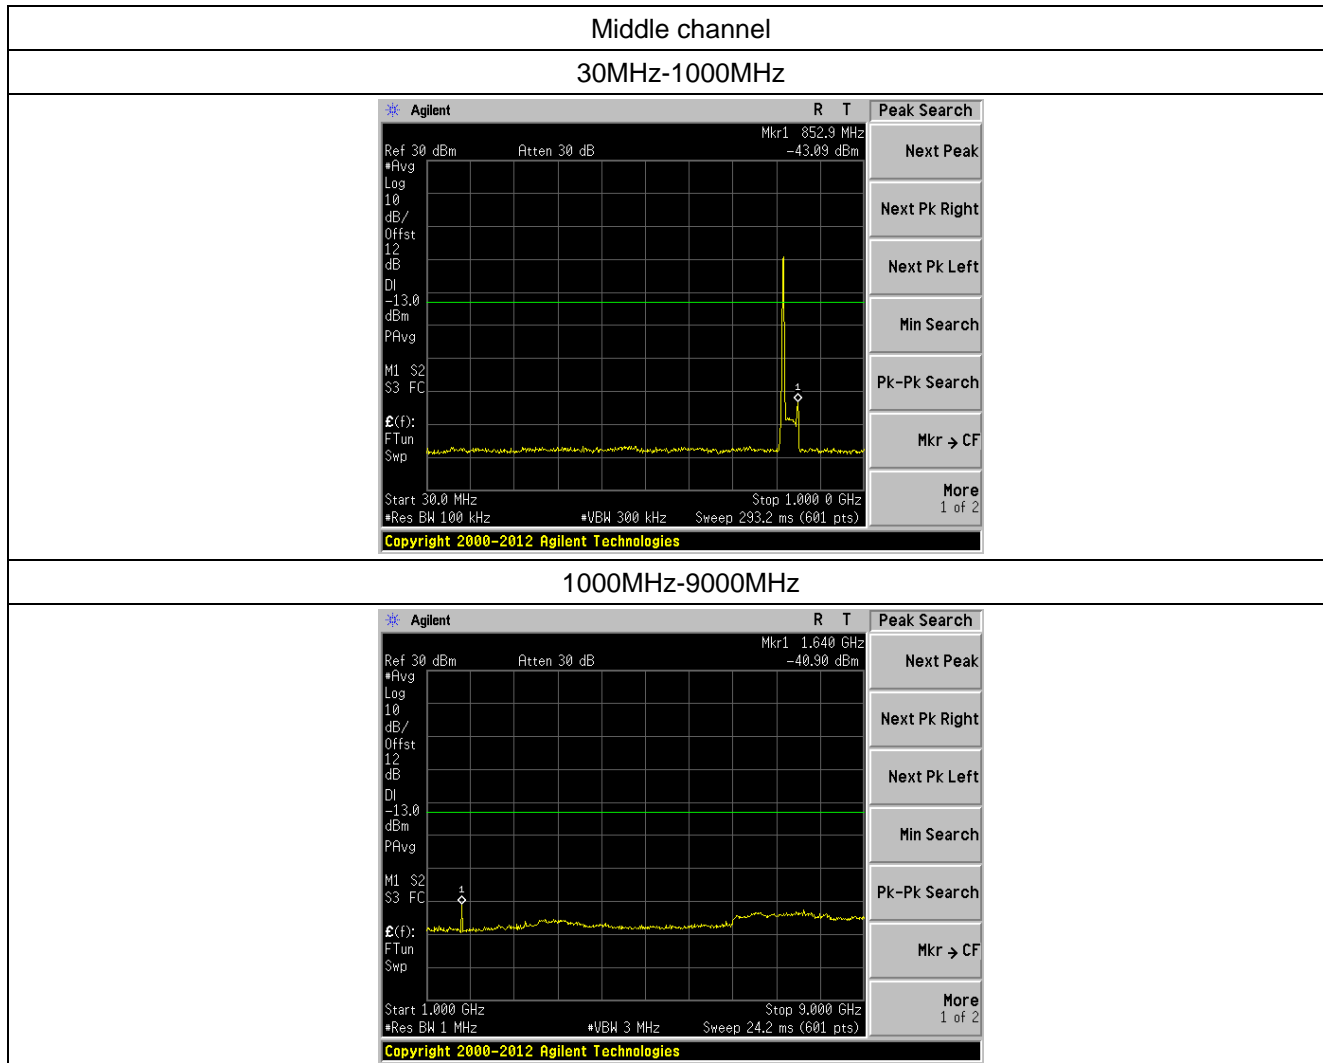 Middle channel
30MHz-1000MHz
Agilent R T Peak Search
Mkr1 852.9 MHz
Ref 30 dBm Atten 30 dB -43.09 dBm
#Avg
Log
10
dB/
Offst
12
dB
DI
-13.0
dBm
PAvg
M1 S2
S3 FC
£(f):
FTun
Swp
1
Start 30.0 MHz Stop 1.000 0 GHz
#Res BW 100 kHz #VBW 300 kHz Sweep 293.2 ms (601 pts)
Copyright 2000-2012 Agilent Technologies
Next Peak
Next Pk Right
Next Pk Left
Min Search
Pk-Pk Search
Mkr → CF
More
1 of 2
1000MHz-9000MHz
Agilent R T Peak Search
Mkr1 1.640 GHz
Ref 30 dBm Atten 30 dB -40.90 dBm
#Avg
Log
10
dB/
Offst
12
dB
DI
-13.0
dBm
PAvg
M1 S2
S3 FC
£(f):
FTun
Swp
1
Start 1.000 GHz Stop 9.000 GHz
#Res BW 1 MHz #VBW 3 MHz Sweep 24.2 ms (601 pts)
Copyright 2000-2012 Agilent Technologies
Next Peak
Next Pk Right
Next Pk Left
Min Search
Pk-Pk Search
Mkr → CF
More
1 of 2